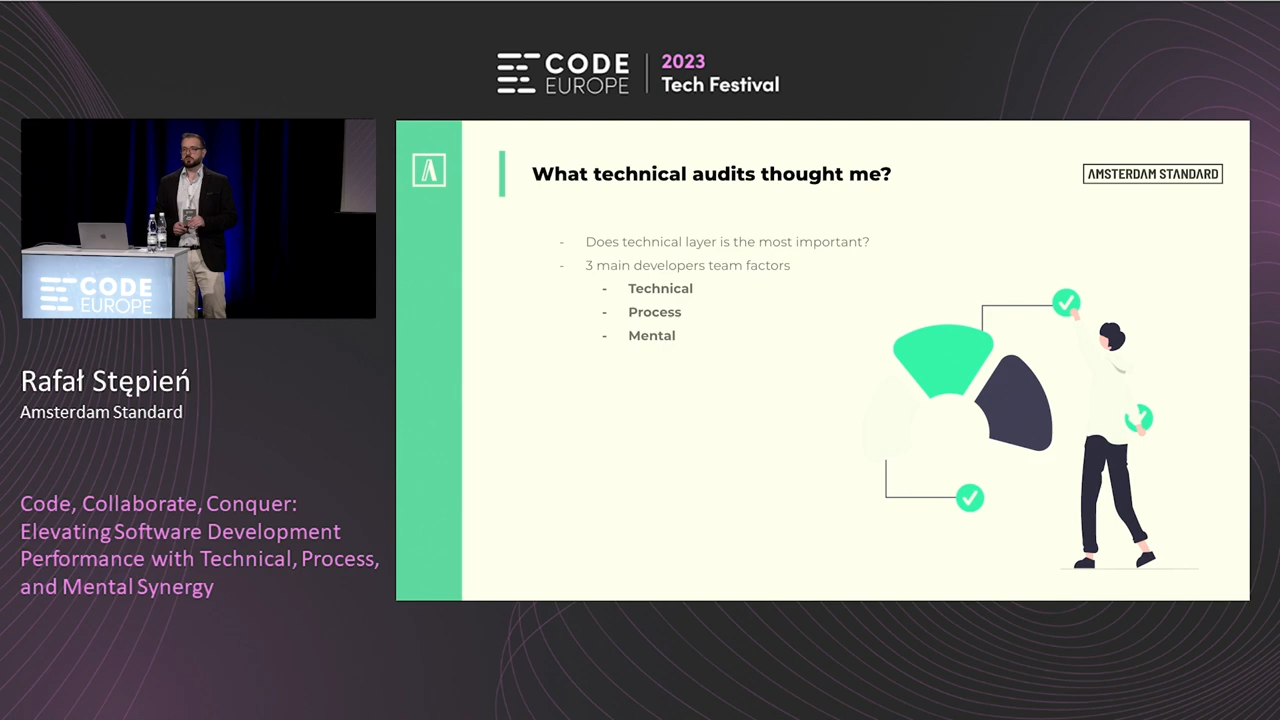 CODE
EUROPE
2023
Tech Festival
CODE
EUROPE
Rafał Stępień
Amsterdam Standard
Code, Collaborate, Conquer:
Elevating Software Development
Performance with Technical, Process,
and Mental Synergy
What technical audits thought me?
AMSTERDAM STANDARD
- Does technical layer is the most important?
- 3 main developers team factors
- Technical
- Process
- Mental